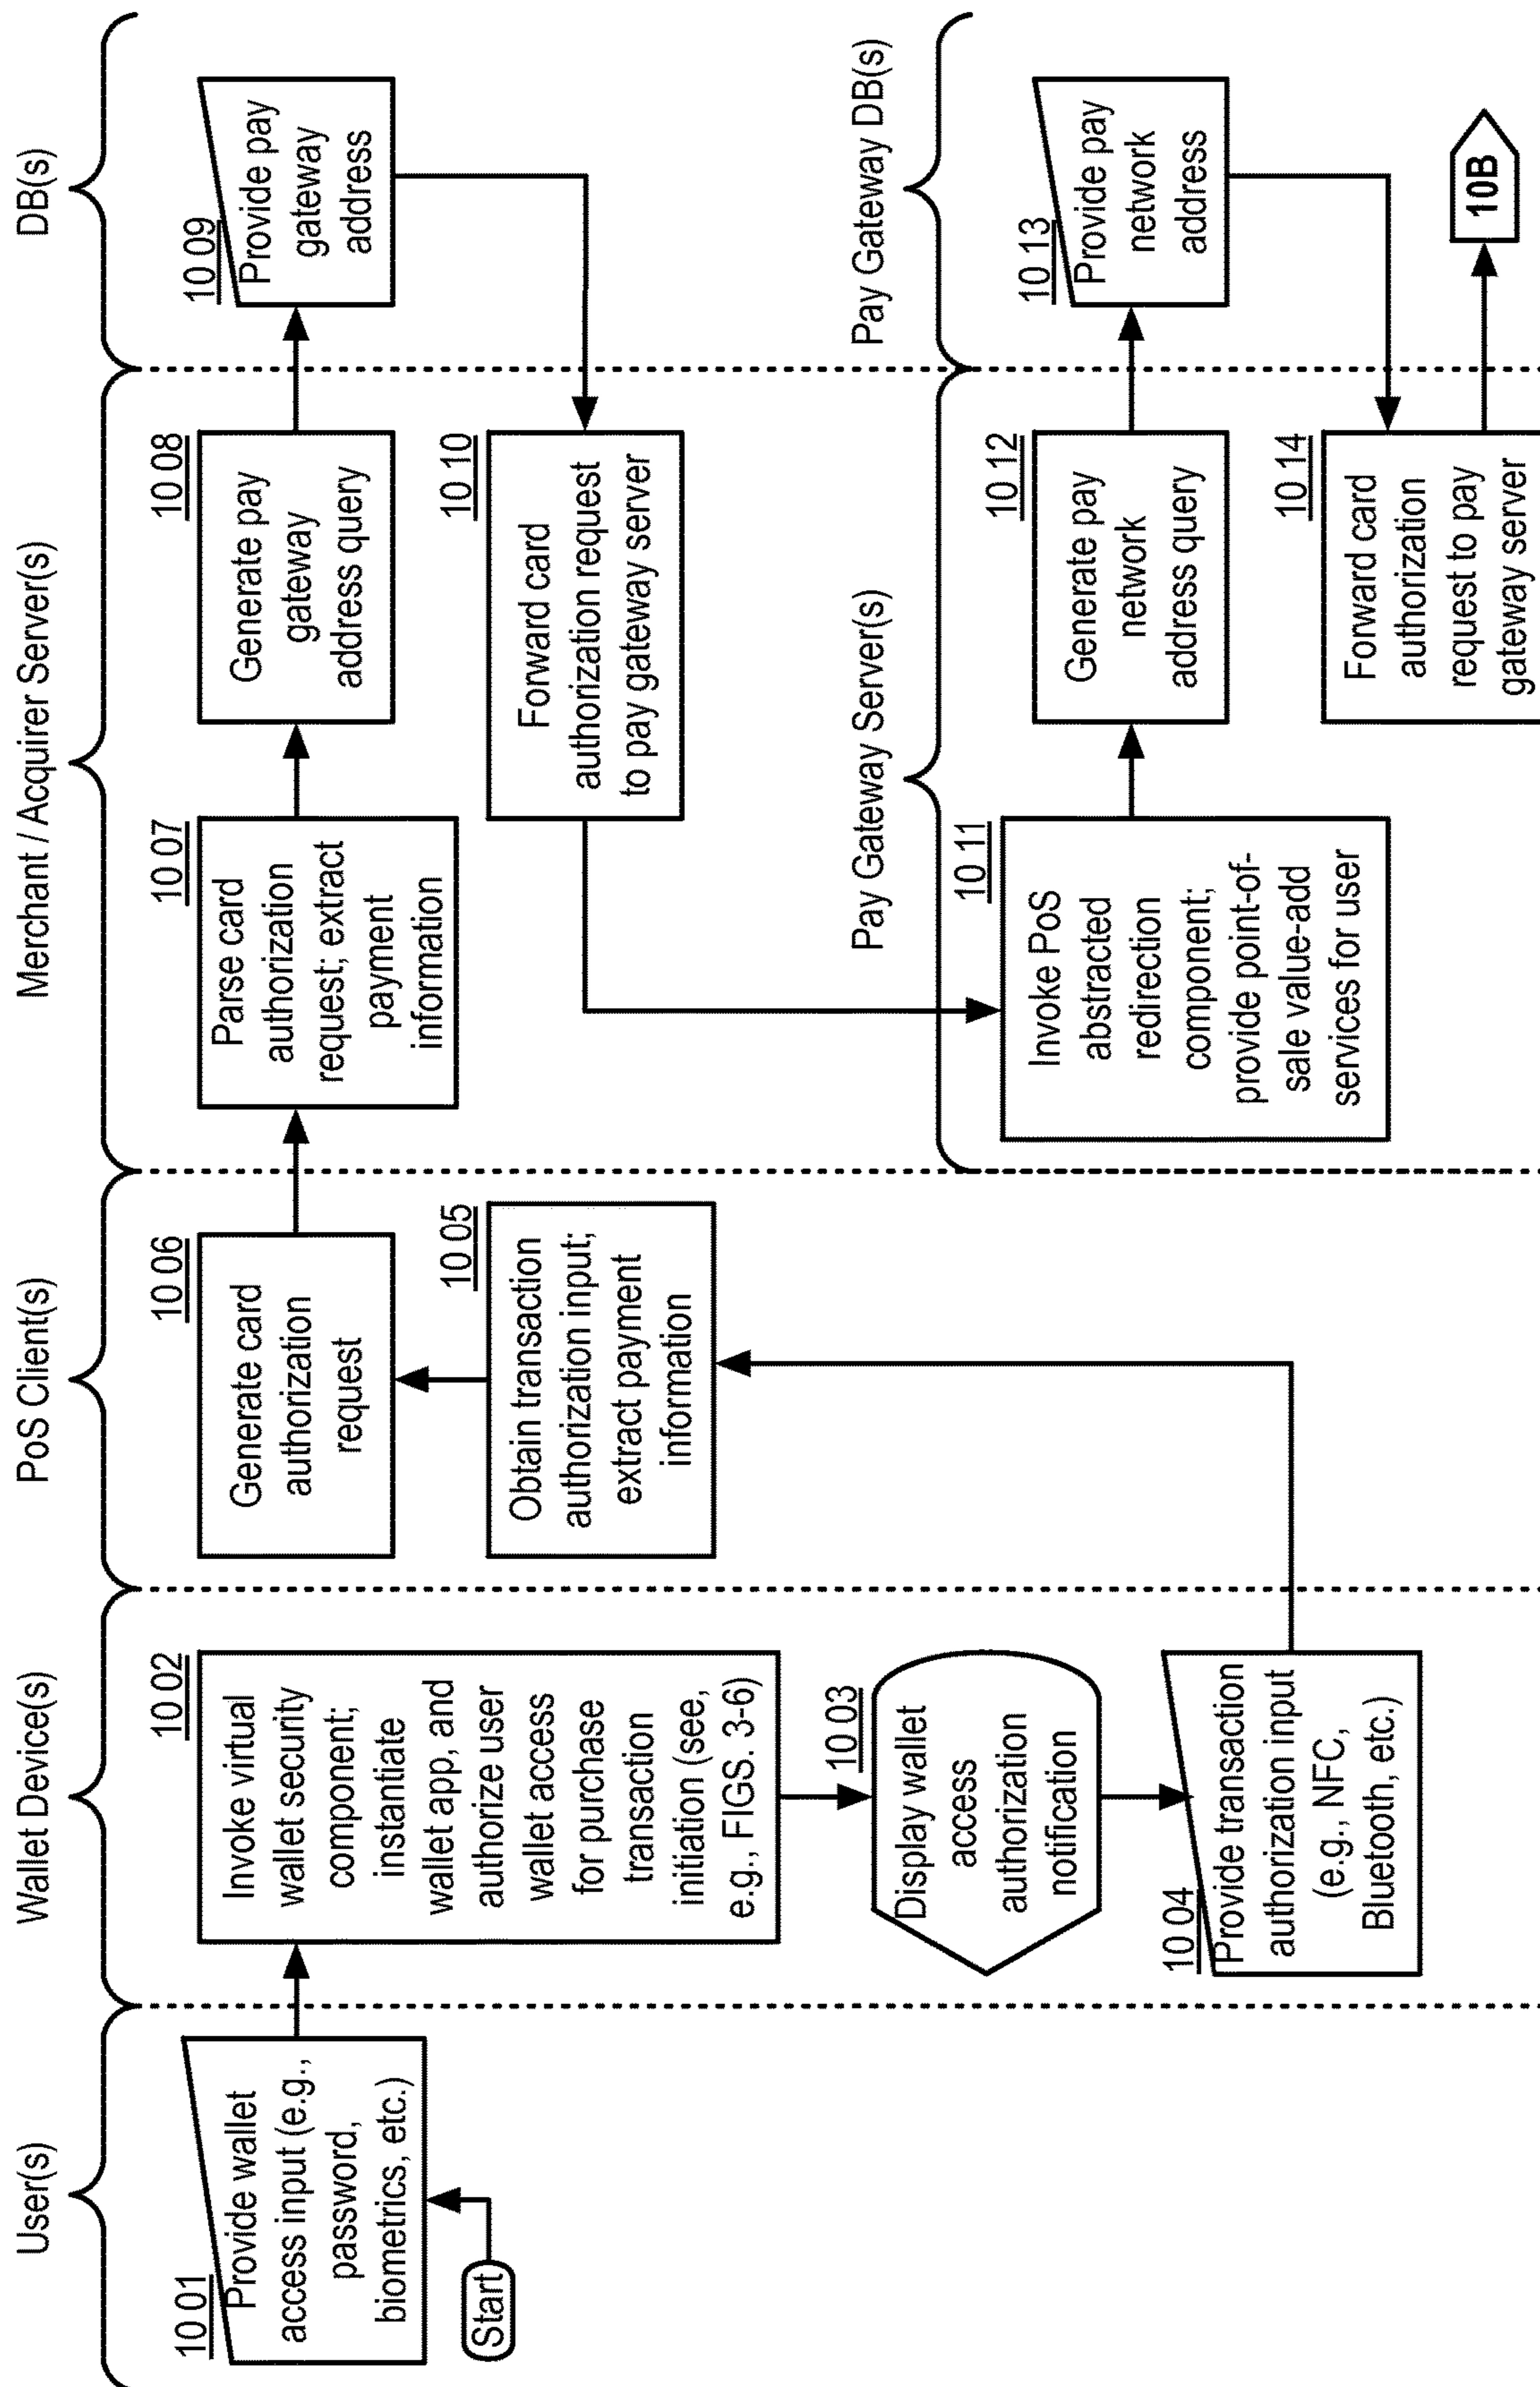 User(s)
Wallet Device(s)
PoS Client(s)
Merchant / Acquirer Server(s)
DB(s)
Start
10 01
Provide wallet
access input (e.g.,
password,
biometrics, etc.)
10 02
Invoke virtual
wallet security
component;
instantiate
wallet app, and
authorize user
wallet access
for purchase
transaction
initiation (see,
e.g., FIGS. 3-6)
10 03
Display wallet
access
authorization
notification
10 04
Provide transaction
authorization input
(e.g., NFC,
Bluetooth, etc.)
10 05
Obtain transaction
authorization input;
extract payment
information
10 06
Generate card
authorization
request
10 07
Parse card
authorization
request; extract
payment
information
10 08
Generate pay
gateway
address query
10 09
Provide pay
gateway
address
10 10
Forward card
authorization request
to pay gateway server
Pay Gateway Server(s)
Pay Gateway DB(s)
10 11
Invoke PoS
abstracted
redirection
component;
provide point-of-
sale value-add
services for user
10 12
Generate pay
network
address query
10 13
Provide pay
network
address
10 14
Forward card
authorization
request to pay
gateway server
10B